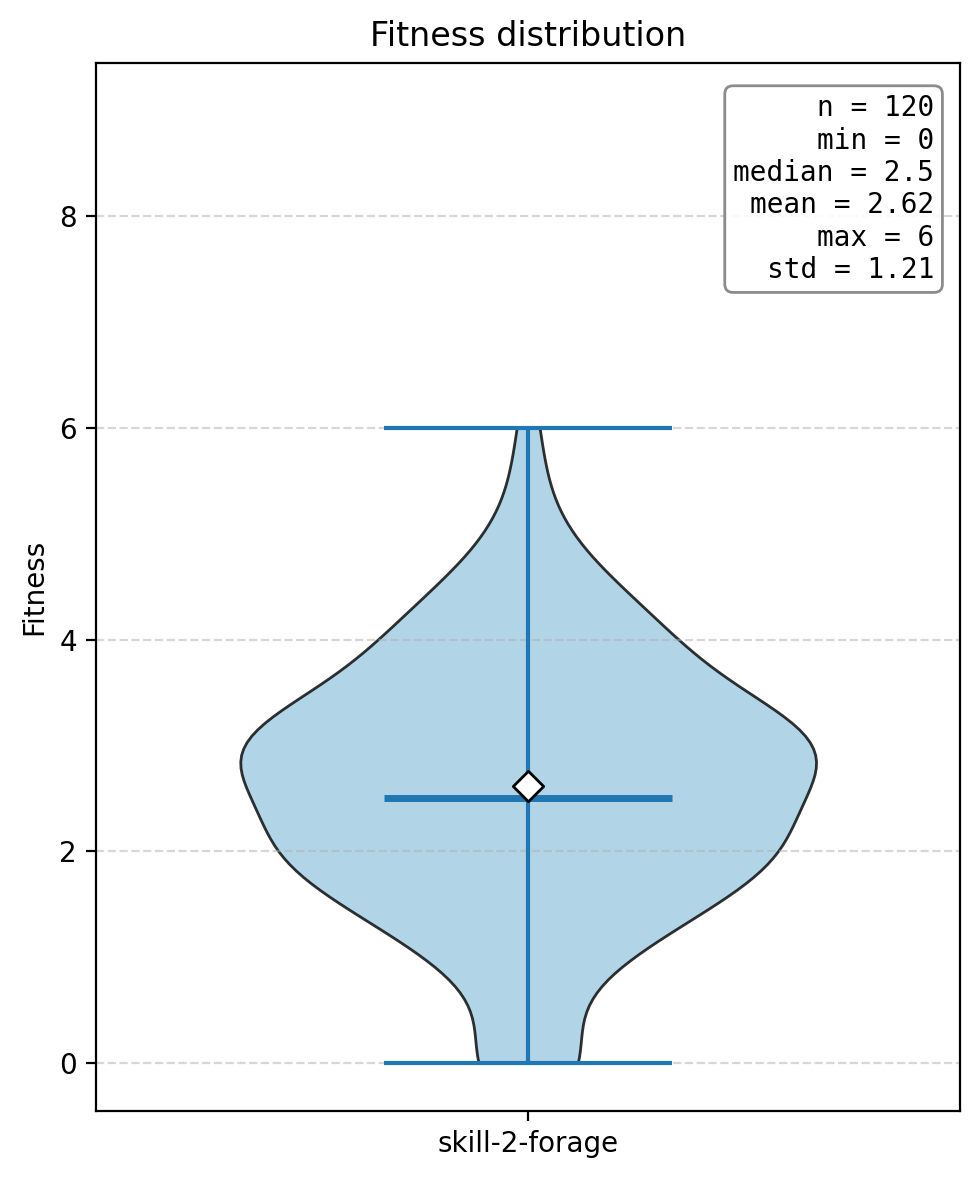 Fitness distribution
n = 120
min = 0
median = 2.5
mean = 2.62
max = 6
std = 1.21
8
6
4
2
0
Fitness
skill-2-forage